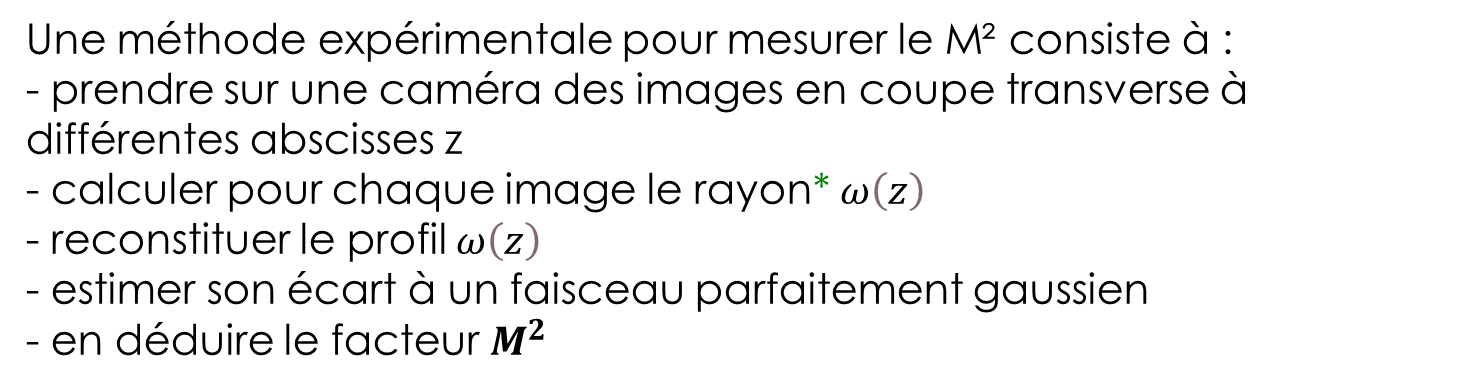 Une méthode expérimentale pour mesurer le M² consiste à :
- prendre sur une caméra des images en coupe transverse à
différentes abscisses z
- calculer pour chaque image le rayon* ω(z)
- reconstituer le profil ω(z)
- estimer son écart à un faisceau parfaitement gaussien
- en déduire le facteur M²